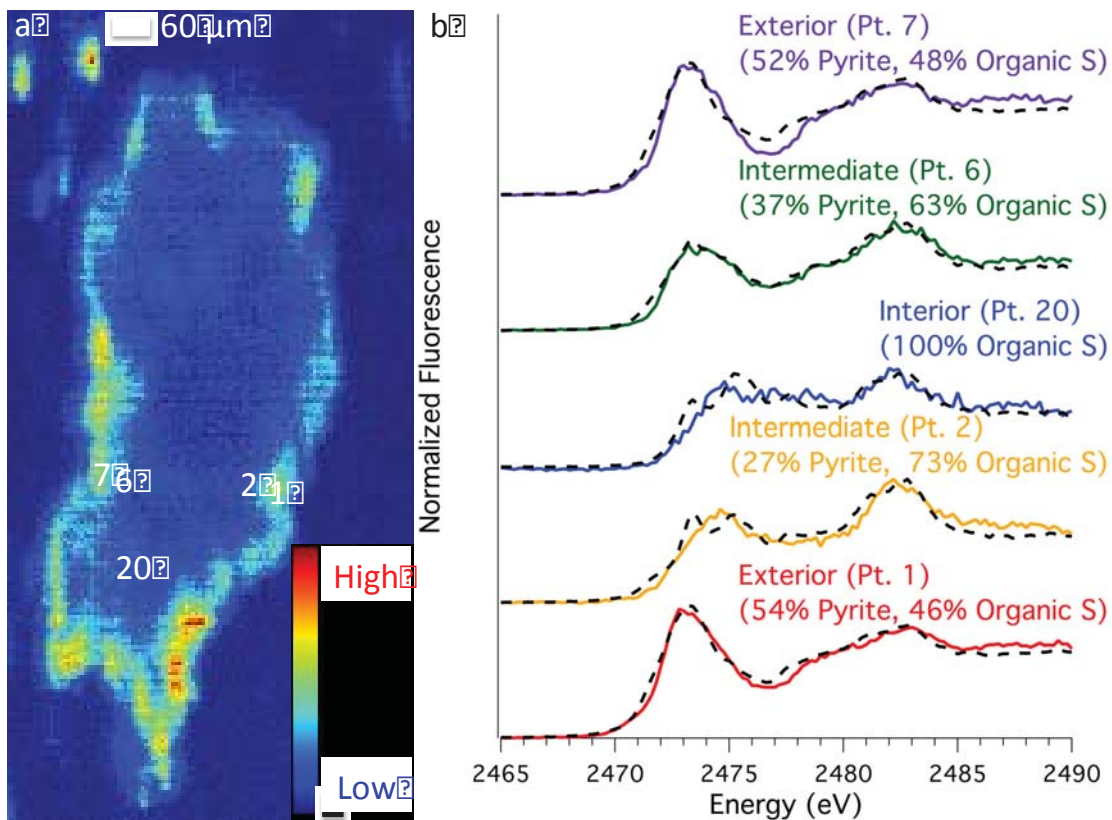 a
60 µm
7 6
2 1
20
High
Low
b
Exterior (Pt. 7)
(52% Pyrite, 48% Organic S)
Intermediate (Pt. 6)
(37% Pyrite, 63% Organic S)
Interior (Pt. 20)
(100% Organic S)
Intermediate (Pt. 2)
(27% Pyrite, 73% Organic S)
Exterior (Pt. 1)
(54% Pyrite, 46% Organic S)
Normalized Fluorescence
2465 2470 2475 2480 2485 2490
Energy (eV)